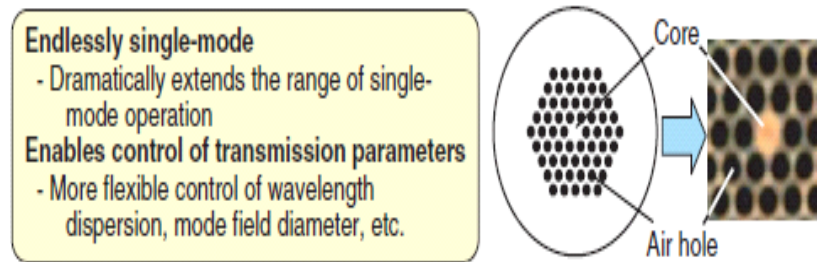 Endlessly single-mode
- Dramatically extends the range of single-
mode operation
Enables control of transmission parameters
- More flexible control of wavelength
dispersion, mode field diameter, etc.
Core
Air hole